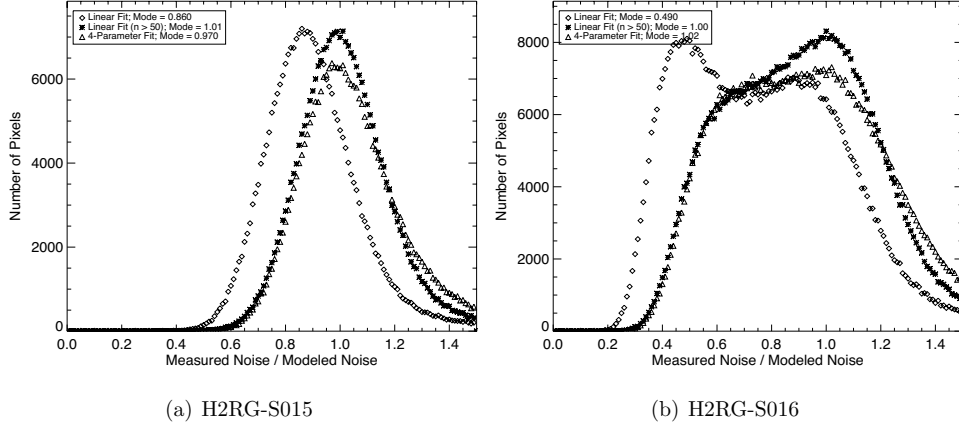 Linear Fit; Mode = 0.860
Linear Fit (n > 50); Mode = 1.01
4-Parameter Fit; Mode = 0.970
Number of Pixels
6000
4000
2000
0
0.0 0.2 0.4 0.6 0.8 1.0 1.2 1.4
Measured Noise / Modeled Noise
(a) H2RG-S015
Linear Fit; Mode = 0.490
Linear Fit (n > 50); Mode = 1.00
4-Parameter Fit; Mode = 1.02
Number of Pixels
8000
6000
4000
2000
0
0.0 0.2 0.4 0.6 0.8 1.0 1.2 1.4
Measured Noise / Modeled Noise
(b) H2RG-S016